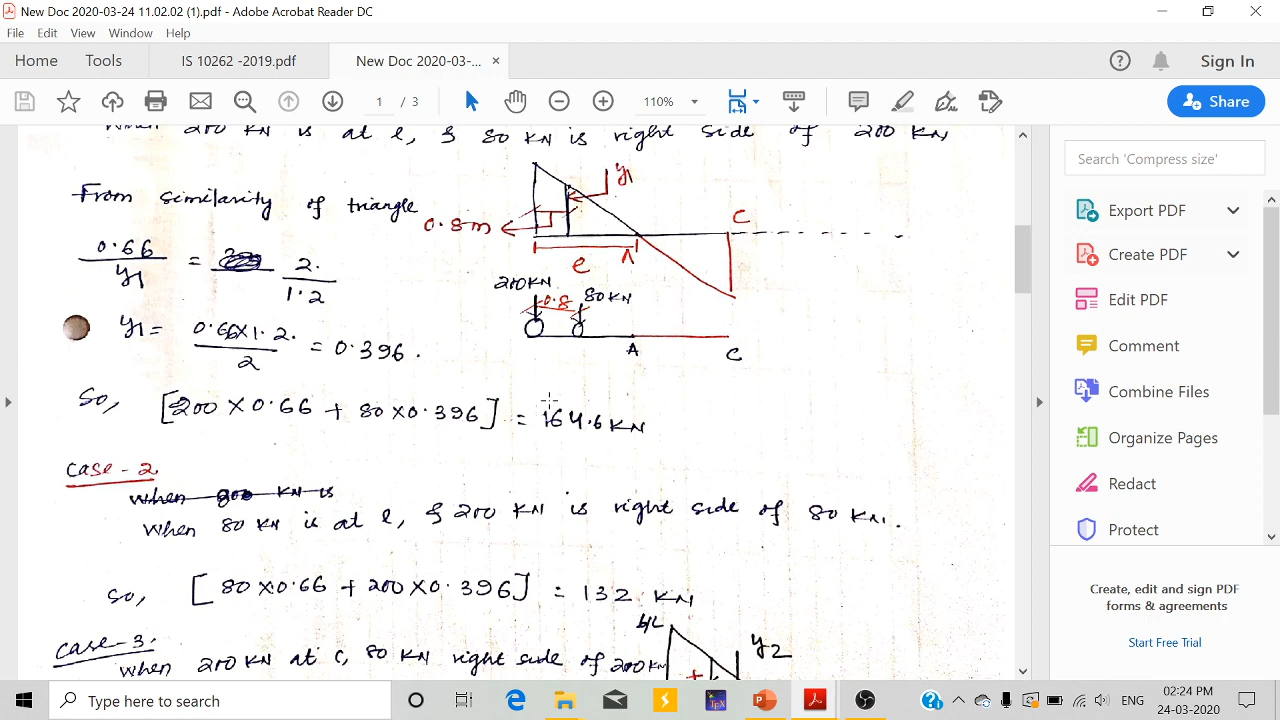 New Doc 2020-03-24 11.02.02 (1).pdf - Adobe Acrobat Reader DC
File Edit View Window Help
Home Tools IS 10262 -2019.pdf New Doc 2020-03-... ×
Sign In
1 / 3 110% Share
When 200 KN is at e, & 80 KN is right side of 200 KN,
From similarity of triangle
y1
0.8m
C
e
A
0.66 / y1 = 2. / 1.2
200KN
0.8 80KN
y1 = 0.66×1.2. / 2 = 0.396.
A C
So, [200 × 0.66 + 80×0.396] = 164.6 KN
Case-2
When 200 KN is
When 80 KN is at e, & 200 KN is right side of 80 KN.
So, [80×0.66 + 200×0.396] = 132 KN
Case-3.
y2
When 200 KN at C, 80 KN right side of 200 KN
+
Search 'Compress size'
Export PDF
Create PDF
Edit PDF
Comment
Combine Files
Organize Pages
Redact
Protect
Create, edit and sign PDF
forms & agreements
Start Free Trial
Type here to search
TpX
ENG
02:24 PM
24-03-2020